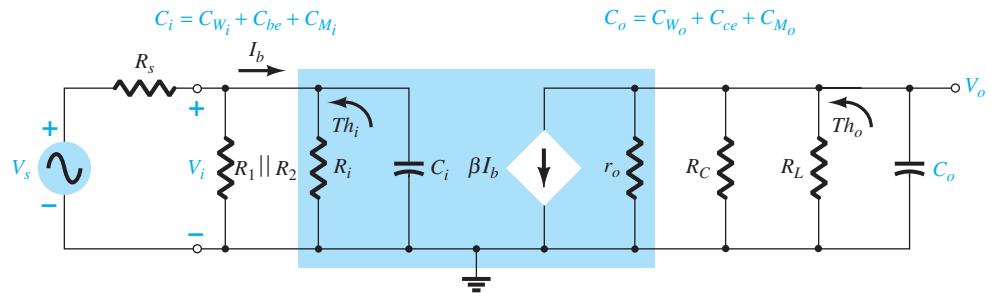 C_i = C_{W_i} + C_{be} + C_{M_i}
C_o = C_{W_o} + C_{ce} + C_{M_o}
I_b
R_s
+
Th_i
Th_o
V_o
+
V_s
V_i
R_1 || R_2
R_i
C_i
βI_b
r_o
R_C
R_L
C_o
−
−